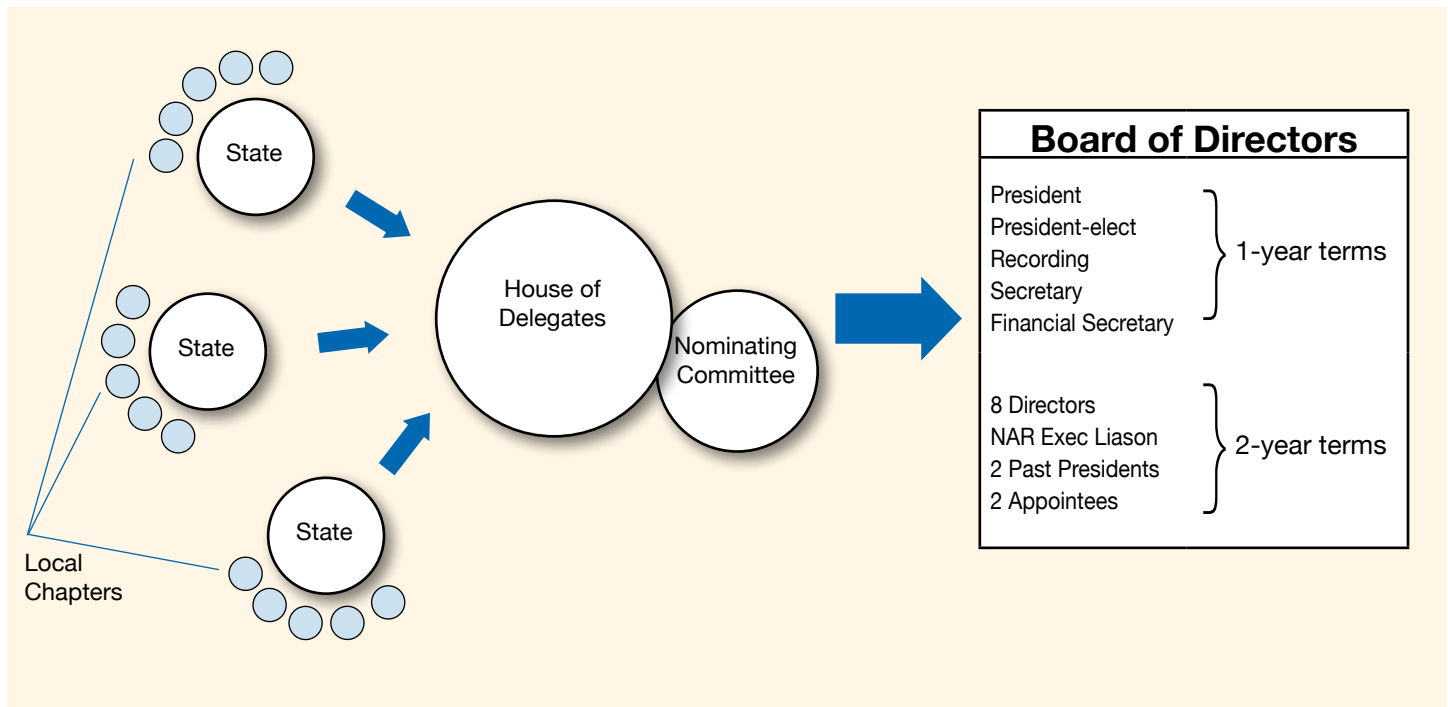 State
State
State
Local
Chapters
House of
Delegates
Nominating
Committee
Board of Directors
President
President-elect
Recording
Secretary
Financial Secretary
1-year terms
8 Directors
NAR Exec Liason
2 Past Presidents
2 Appointees
2-year terms